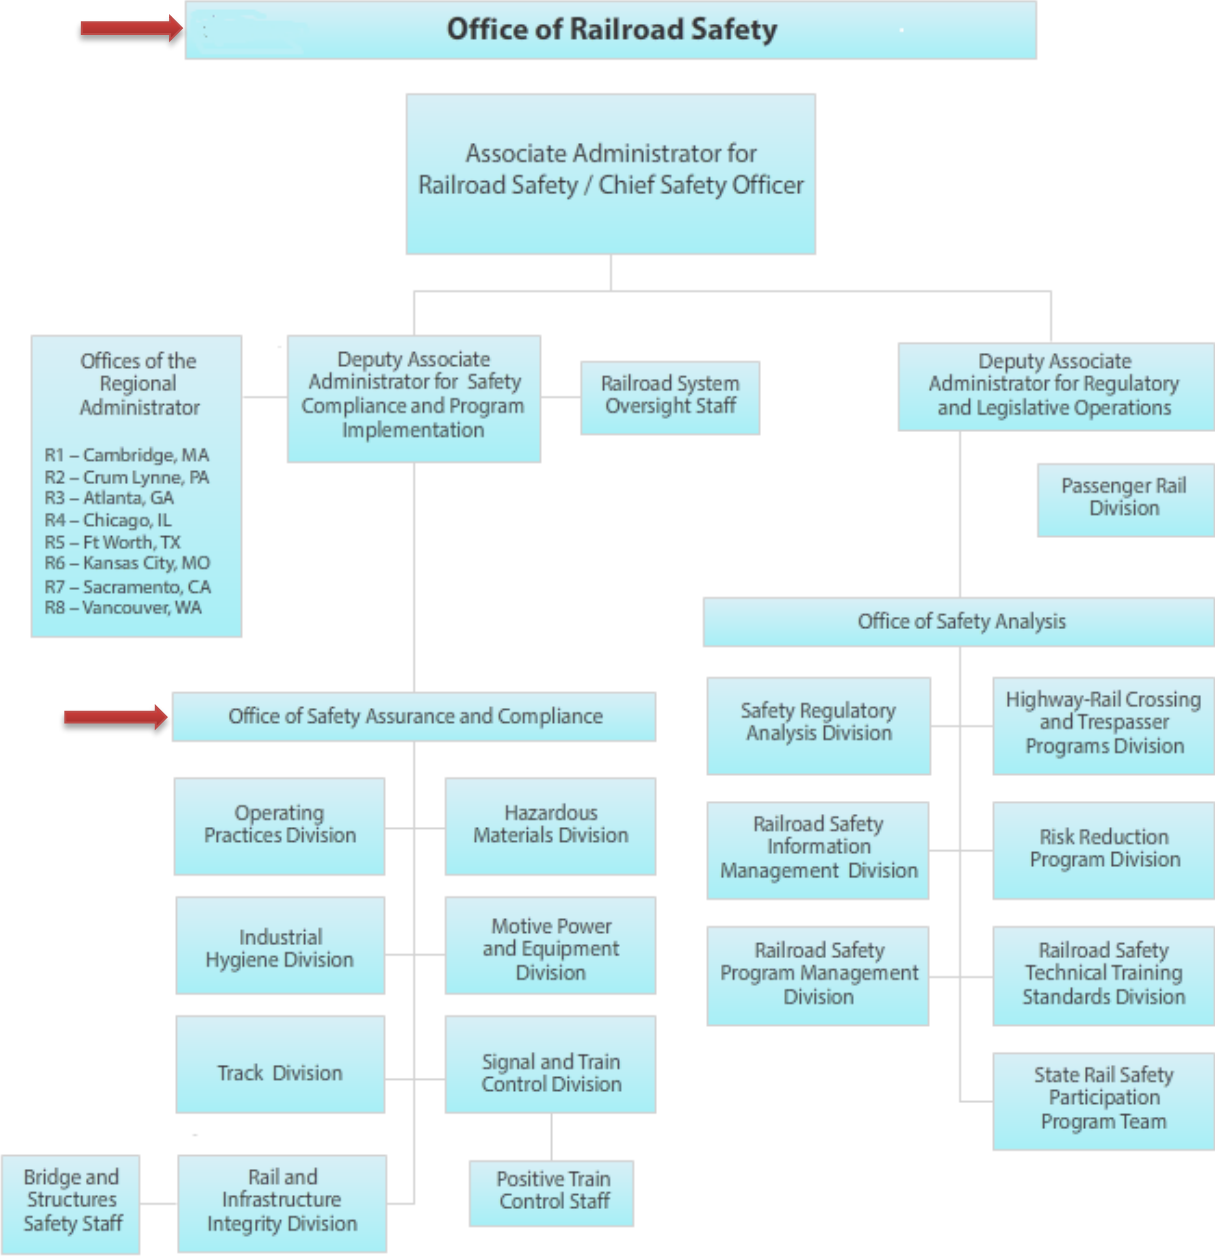 Office of Railroad Safety
Associate Administrator for
Railroad Safety / Chief Safety Officer
Offices of the
Regional
Administrator
R1 – Cambridge, MA
R2 – Crum Lynne, PA
R3 – Atlanta, GA
R4 – Chicago, IL
R5 – Ft Worth, TX
R6 – Kansas City, MO
R7 – Sacramento, CA
R8 – Vancouver, WA
Deputy Associate
Administrator for Safety
Compliance and Program
Implementation
Railroad System
Oversight Staff
Deputy Associate
Administrator for Regulatory
and Legislative Operations
Passenger Rail
Division
Office of Safety Assurance and Compliance
Operating
Practices Division
Hazardous
Materials Division
Industrial
Hygiene Division
Motive Power
and Equipment
Division
Track Division
Signal and Train
Control Division
Bridge and
Structures
Safety Staff
Rail and
Infrastructure
Integrity Division
Positive Train
Control Staff
Office of Safety Analysis
Safety Regulatory
Analysis Division
Highway-Rail Crossing
and Trespasser
Programs Division
Railroad Safety
Information
Management Division
Risk Reduction
Program Division
Railroad Safety
Program Management
Division
Railroad Safety
Technical Training
Standards Division
State Rail Safety
Participation
Program Team